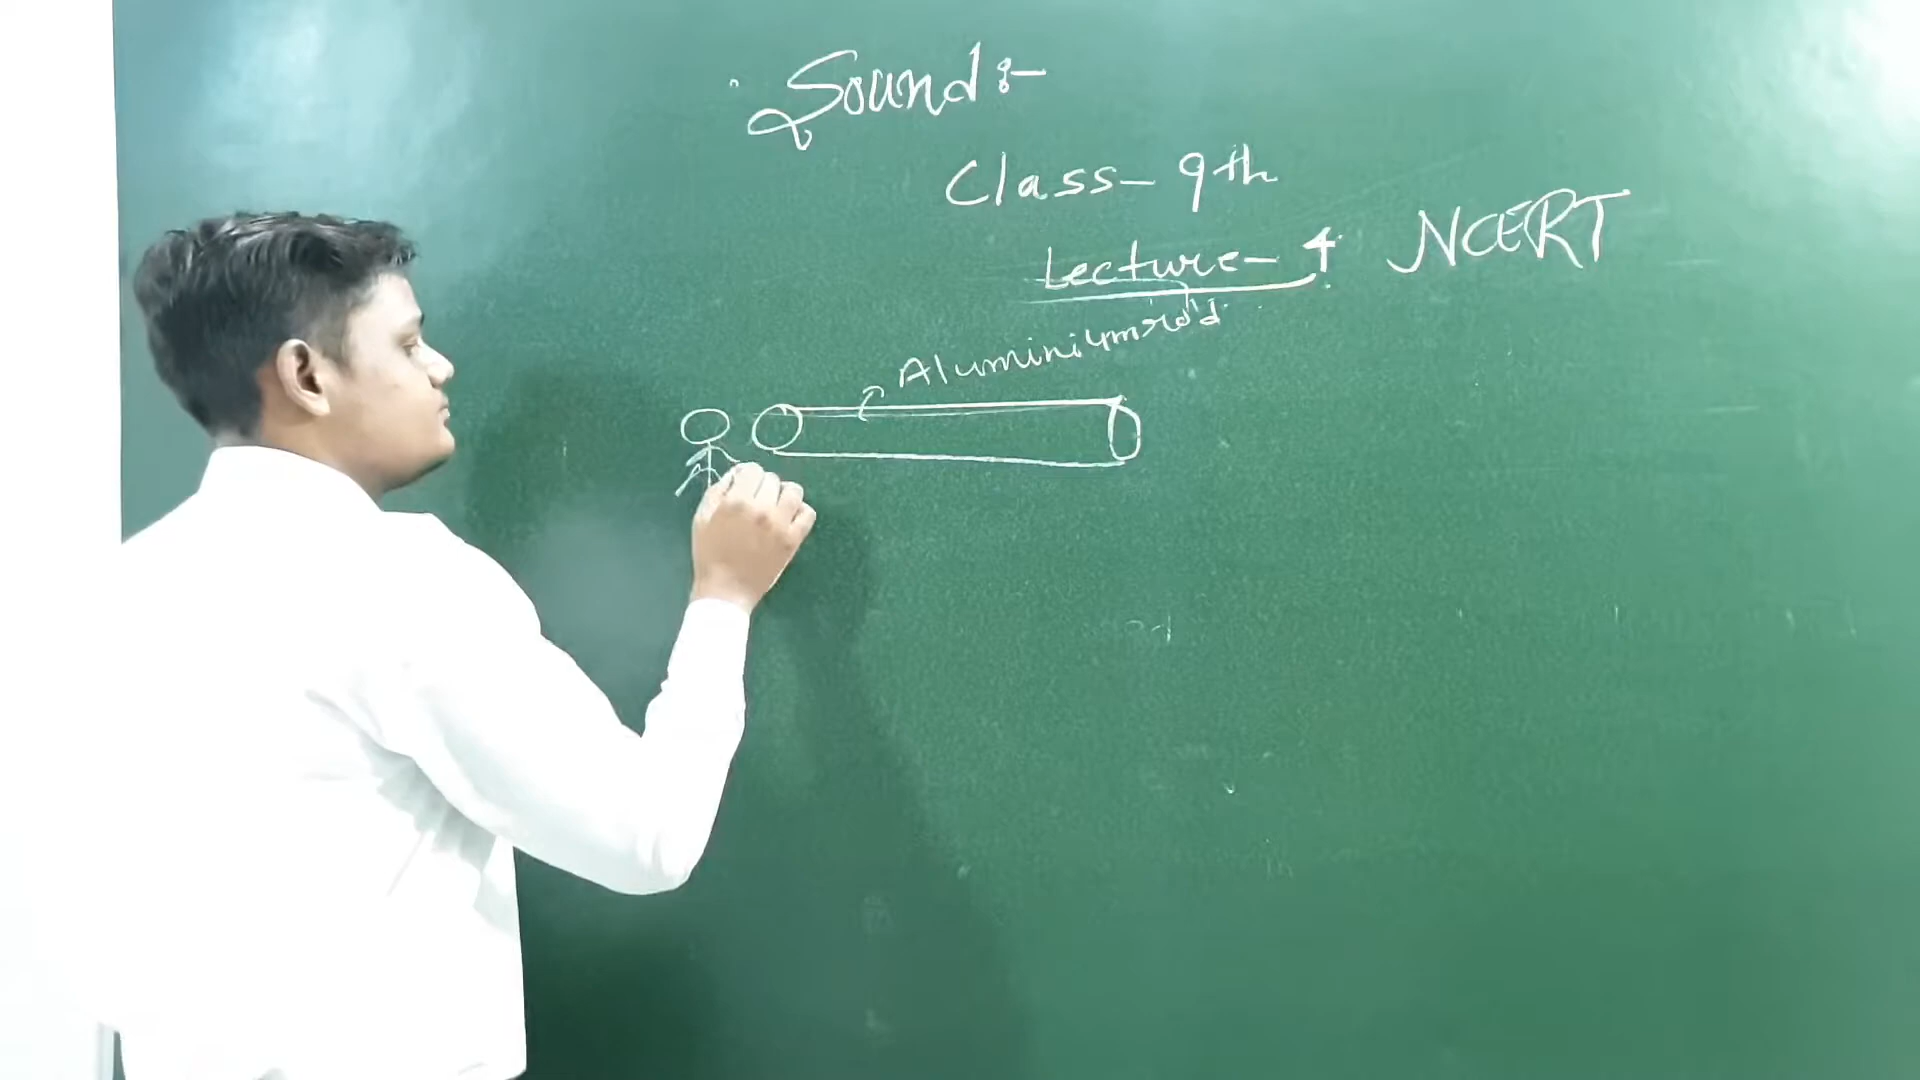 Sound:-
Class- 9th
Lecture- 4 NCERT
Aluminium rod